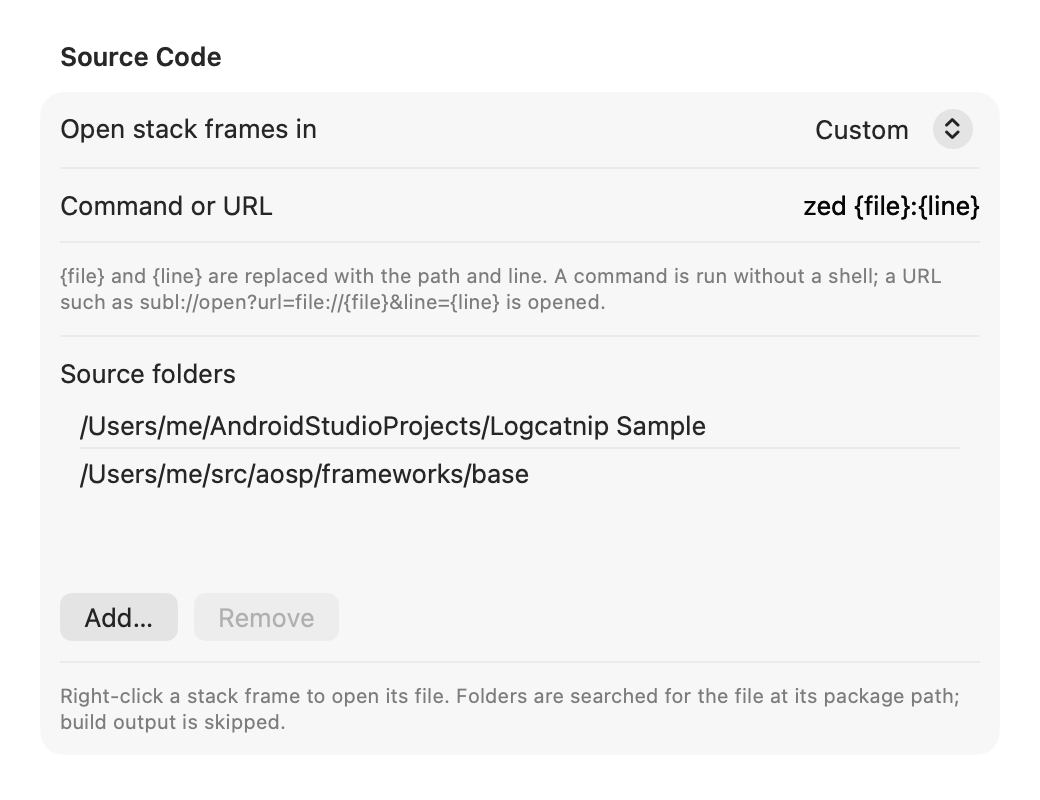 Source Code
Open stack frames in
Custom
Command or URL
zed {file}:{line}
{file} and {line} are replaced with the path and line. A command is run without a shell; a URL
such as subl://open?url=file://{file}&line={line} is opened.
Source folders
/Users/me/AndroidStudioProjects/Logcatnip Sample
/Users/me/src/aosp/frameworks/base
Add...
Remove
Right-click a stack frame to open its file. Folders are searched for the file at its package path;
build output is skipped.